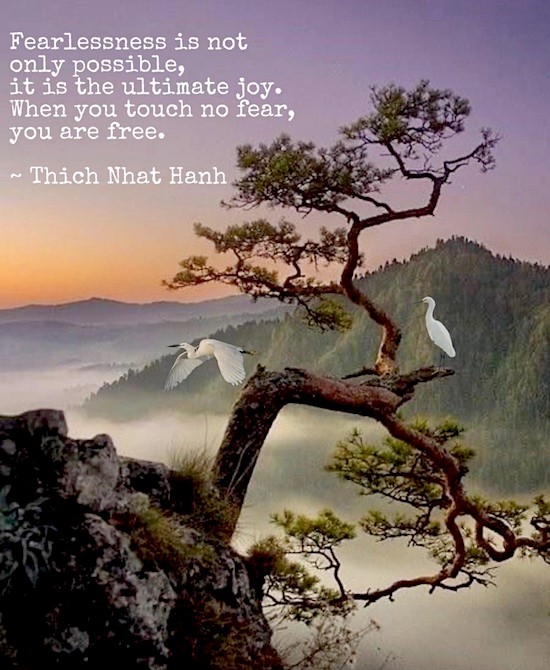 Fearlessness is not
only possible,
it is the ultimate joy.
When you touch no fear,
you are free.
~ Thich Nhat Hanh